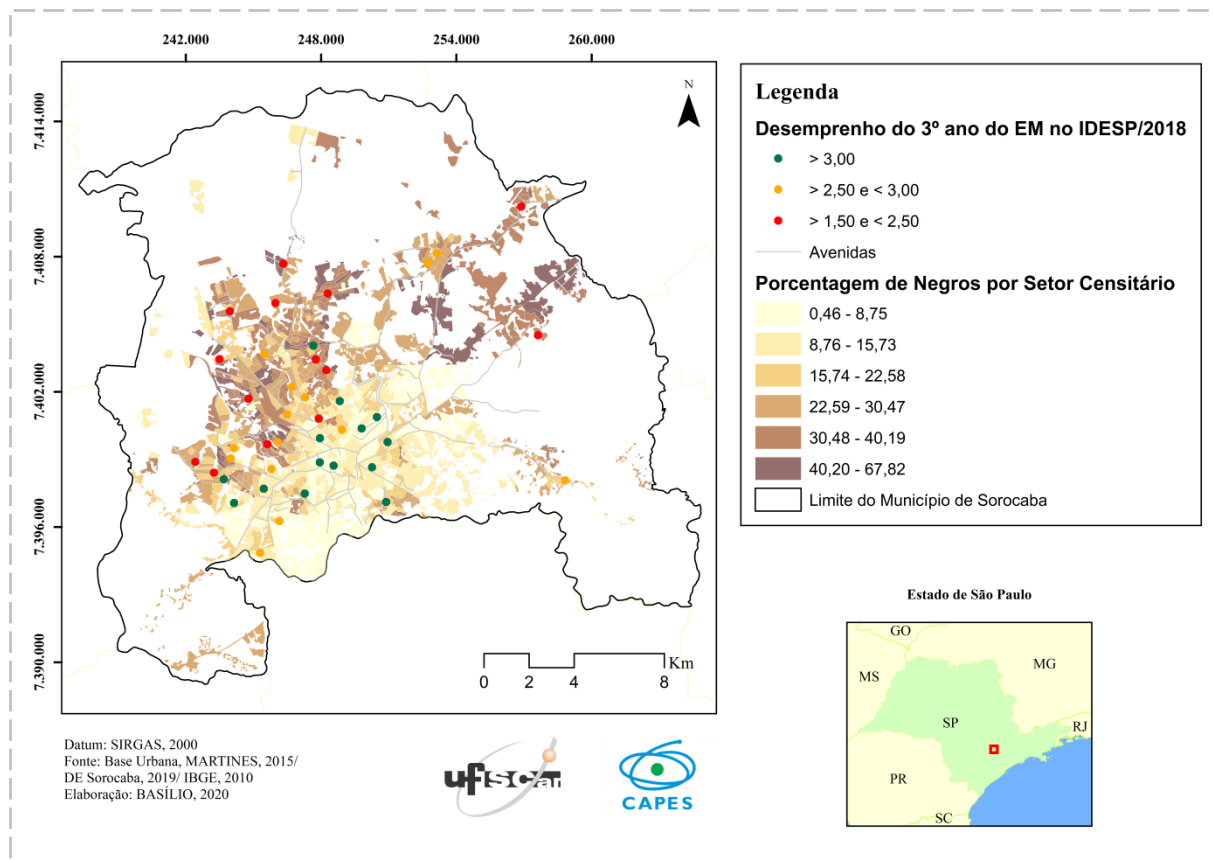 242.000
248.000
254.000
260.000
7.414.000
7.408.000
7.402.000
7.396.000
7.390.000
N
Km
0
2
4
8
Legenda
Desemprenho do 3º ano do EM no IDESP/2018
> 3,00
> 2,50 e < 3,00
> 1,50 e < 2,50
Avenidas
Porcentagem de Negros por Setor Censitário
0,46 - 8,75
8,76 - 15,73
15,74 - 22,58
22,59 - 30,47
30,48 - 40,19
40,20 - 67,82
Limite do Município de Sorocaba
Estado de São Paulo
GO
MS
MG
SP
RJ
PR
SC
Datum: SIRGAS, 2000
Fonte: Base Urbana, MARTINES, 2015/
DE Sorocaba, 2019/ IBGE, 2010
Elaboração: BASÍLIO, 2020
ufscar
CAPES